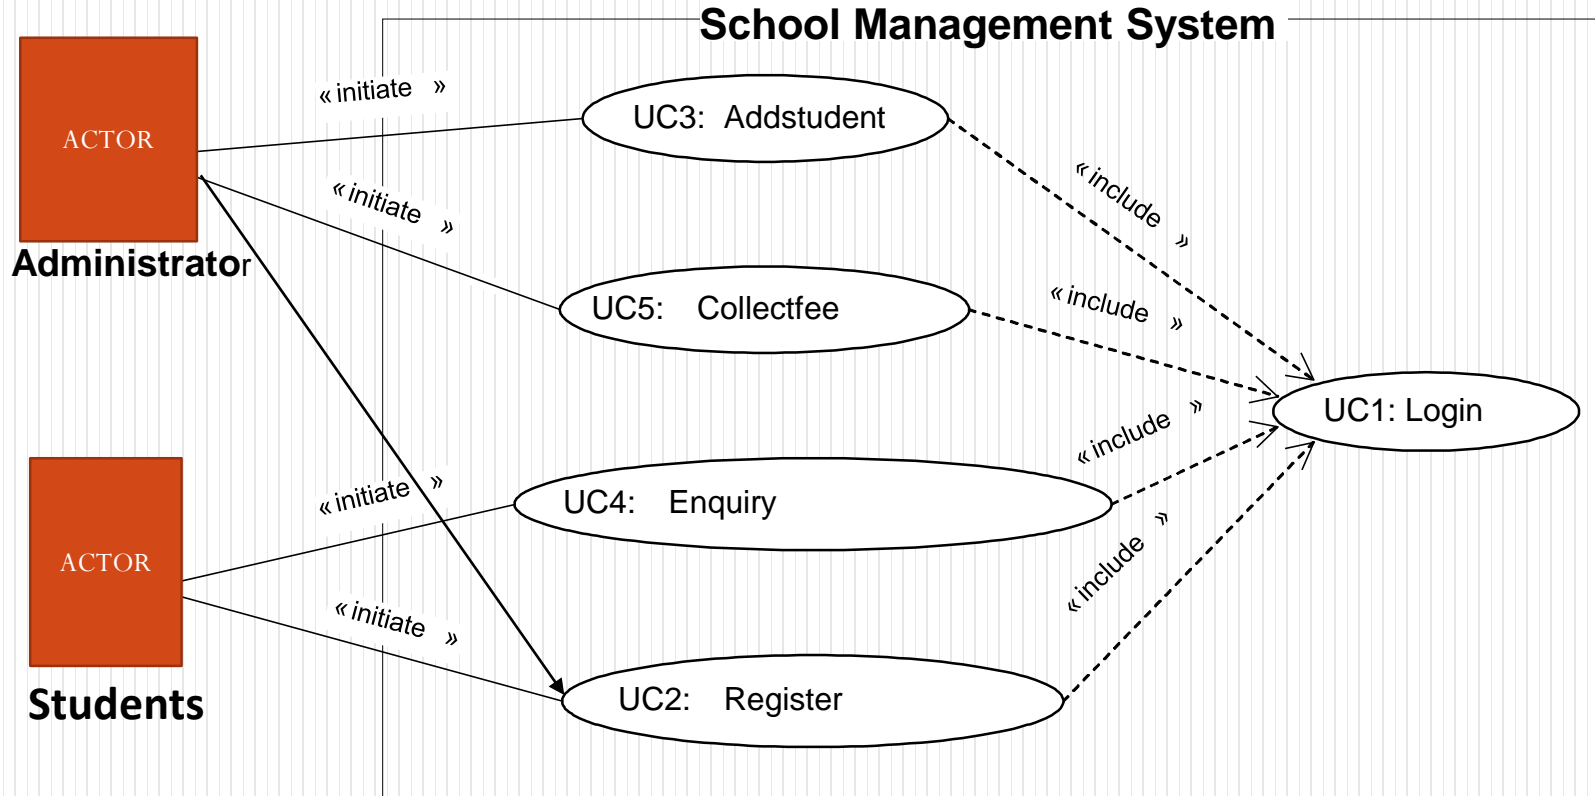 School Management System
« initiate »
UC3: Addstudent
ACTOR
« include »
« initiate »
Administrator
UC5: Collectfee
« include »
UC1: Login
« include »
« initiate »
UC4: Enquiry
ACTOR
« include »
« initiate »
Students
UC2: Register